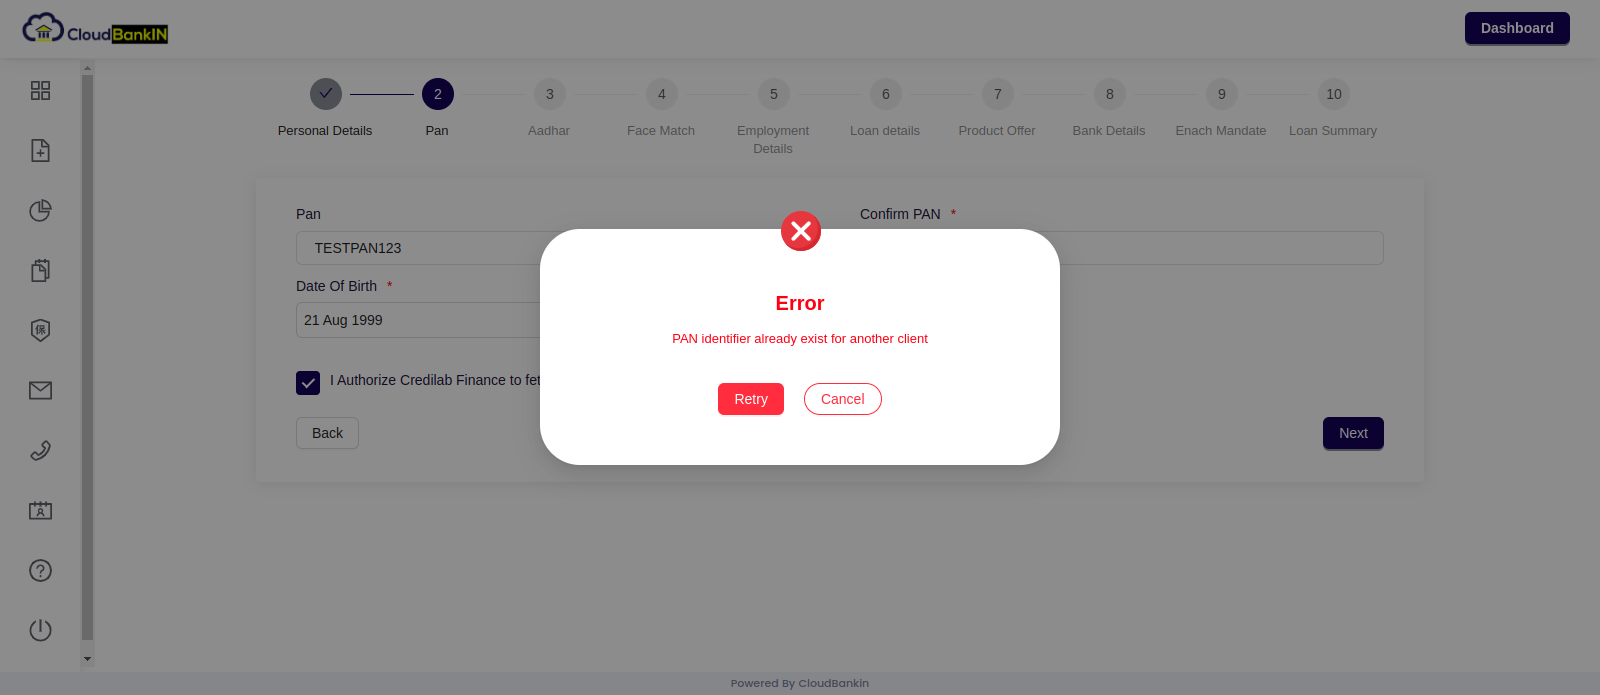 CloudBankIN
Dashboard
2
3
4
5
6
7
8
9
10
Personal Details
Pan
Aadhar
Face Match
Employment
Details
Loan details
Product Offer
Bank Details
Enach Mandate
Loan Summary
Pan
Confirm PAN *
TESTPAN123
Date Of Birth *
21 Aug 1999
I Authorize Credilab Finance to fet
Back
Next
Error
PAN identifier already exist for another client
Retry
Cancel
保
?
Powered By CloudBankin